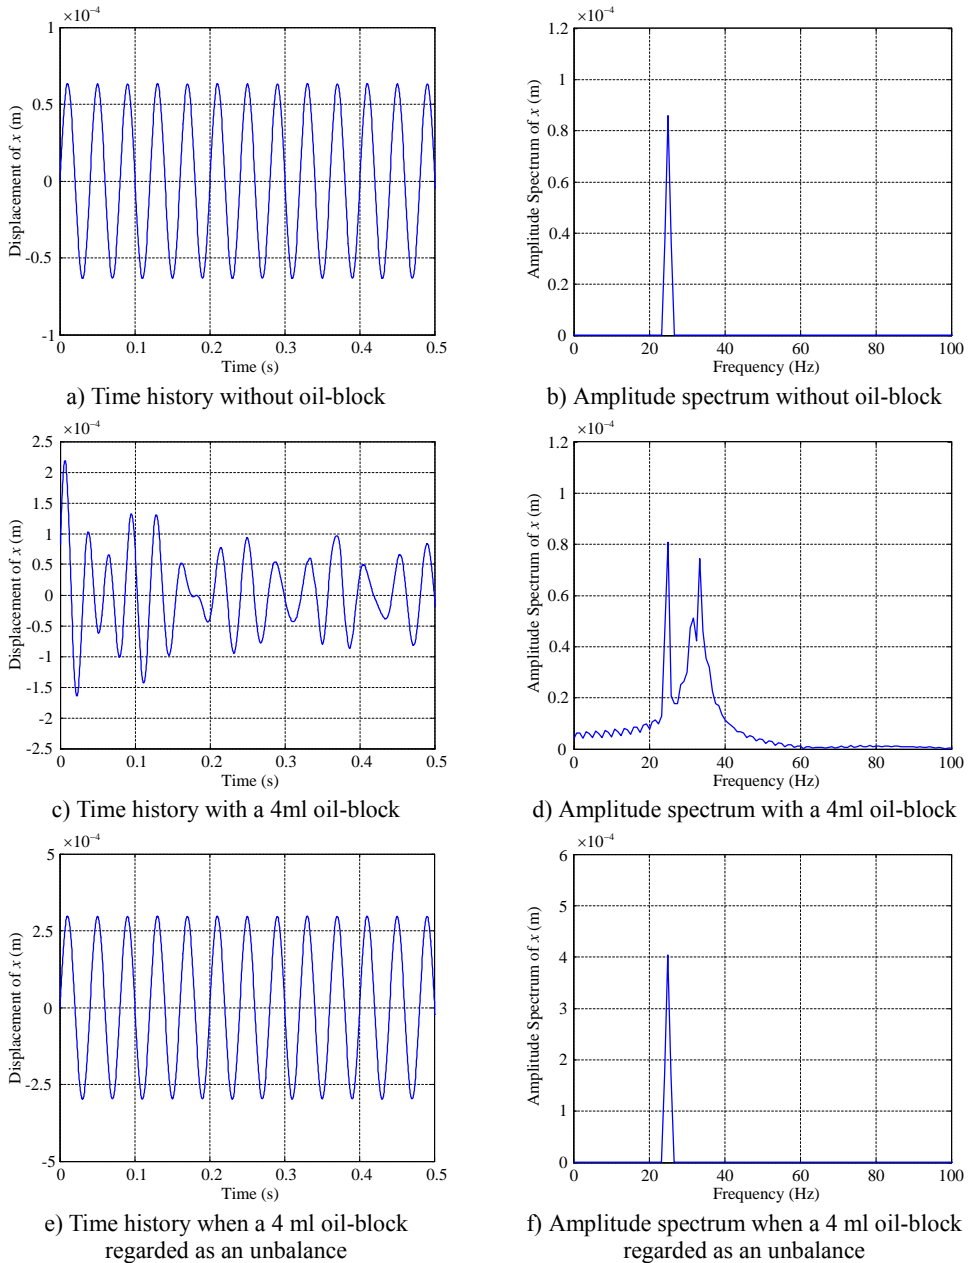 ×10⁻⁴
1
0.5
0
-0.5
-1
0 0.1 0.2 0.3 0.4 0.5
Displacement of x (m)
Time (s)
a) Time history without oil-block
×10⁻⁴
1.2
1
0.8
0.6
0.4
0.2
0
0 20 40 60 80 100
Amplitude Spectrum of x (m)
Frequency (Hz)
b) Amplitude spectrum without oil-block
×10⁻⁴
2.5
2
1.5
1
0.5
0
-0.5
-1
-1.5
-2
-2.5
0 0.1 0.2 0.3 0.4 0.5
Displacement of x (m)
Time (s)
c) Time history with a 4ml oil-block
×10⁻⁴
1.2
1
0.8
0.6
0.4
0.2
0
0 20 40 60 80 100
Amplitude Spectrum of x (m)
Frequency (Hz)
d) Amplitude spectrum with a 4ml oil-block
×10⁻⁴
5
2.5
0
-2.5
-5
0 0.1 0.2 0.3 0.4 0.5
Displacement of x (m)
Time (s)
e) Time history when a 4 ml oil-block
regarded as an unbalance
×10⁻⁴
6
5
4
3
2
1
0
0 20 40 60 80 100
Amplitude Spectrum of x (m)
Frequency (Hz)
f) Amplitude spectrum when a 4 ml oil-block
regarded as an unbalance